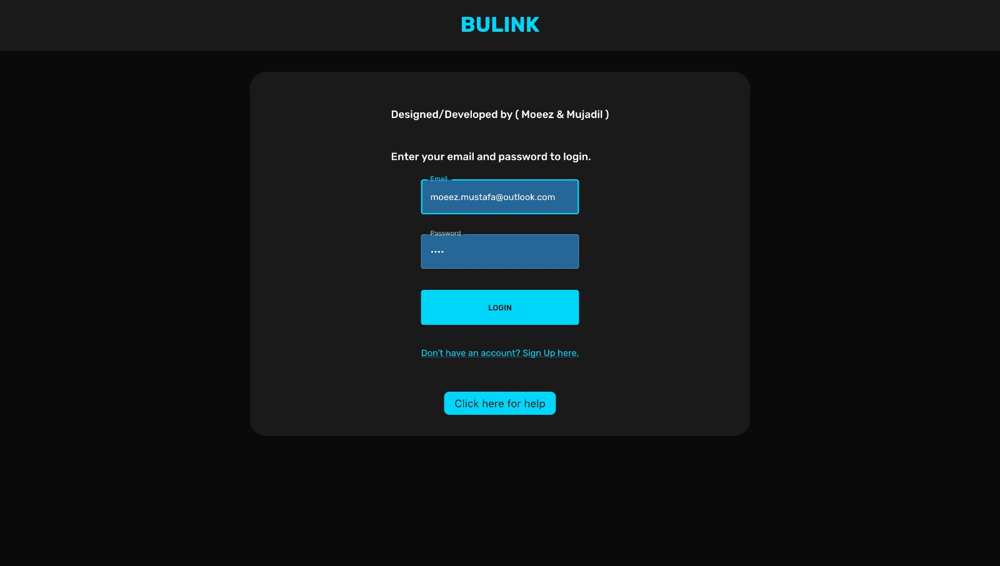 BULINK
Designed/Developed by ( Moeez & Mujadil )
Enter your email and password to login.
Email
moeez.mustafa@outlook.com
Password
••••
LOGIN
Don't have an account? Sign Up here.
Click here for help